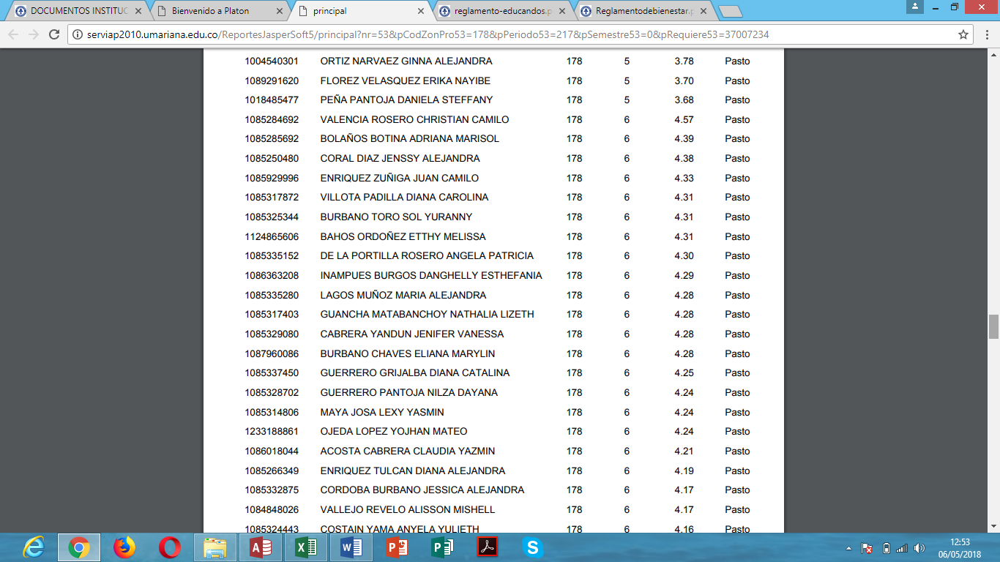 DOCUMENTOS INSTITUC
Bienvenido a Platon
principal
reglamento-educandos.p
Reglamentodebienestar.p
serviap2010.umariana.edu.co/ReportesJasperSoft5/principal?nr=53&pCodZonPro53=178&pPeriodo53=217&pSemestre53=0&pRequiere53=37007234
1004540301 ORTIZ NARVAEZ GINNA ALEJANDRA 178 5 3.78 Pasto
1089291620 FLOREZ VELASQUEZ ERIKA NAYIBE 178 5 3.70 Pasto
1018485477 PEÑA PANTOJA DANIELA STEFFANY 178 5 3.68 Pasto
1085284692 VALENCIA ROSERO CHRISTIAN CAMILO 178 6 4.57 Pasto
1085285692 BOLAÑOS BOTINA ADRIANA MARISOL 178 6 4.39 Pasto
1085250480 CORAL DIAZ JENSSY ALEJANDRA 178 6 4.38 Pasto
1085929996 ENRIQUEZ ZUÑIGA JUAN CAMILO 178 6 4.33 Pasto
1085317872 VILLOTA PADILLA DIANA CAROLINA 178 6 4.31 Pasto
1085325344 BURBANO TORO SOL YURANNY 178 6 4.31 Pasto
1124865606 BAHOS ORDOÑEZ ETTHY MELISSA 178 6 4.31 Pasto
1085335152 DE LA PORTILLA ROSERO ANGELA PATRICIA 178 6 4.30 Pasto
1086363208 INAMPUES BURGOS DANGHELLY ESTHEFANIA 178 6 4.29 Pasto
1085335280 LAGOS MUÑOZ MARIA ALEJANDRA 178 6 4.28 Pasto
1085317403 GUANCHA MATABANCHOY NATHALIA LIZETH 178 6 4.28 Pasto
1085329080 CABRERA YANDUN JENIFER VANESSA 178 6 4.28 Pasto
1087960086 BURBANO CHAVES ELIANA MARYLIN 178 6 4.28 Pasto
1085337450 GUERRERO GRIJALBA DIANA CATALINA 178 6 4.25 Pasto
1085328702 GUERRERO PANTOJA NILZA DAYANA 178 6 4.24 Pasto
1085314806 MAYA JOSA LEXY YASMIN 178 6 4.24 Pasto
1233188861 OJEDA LOPEZ YOJHAN MATEO 178 6 4.24 Pasto
1086018044 ACOSTA CABRERA CLAUDIA YAZMIN 178 6 4.21 Pasto
1085266349 ENRIQUEZ TULCAN DIANA ALEJANDRA 178 6 4.19 Pasto
1085332875 CORDOBA BURBANO JESSICA ALEJANDRA 178 6 4.17 Pasto
1084848026 VALLEJO REVELO ALISSON MISHELL 178 6 4.17 Pasto
1085324443 COSTAIN YAMA ANYELA YULIETH 178 6 4.16 Pasto
12:53
06/05/2018